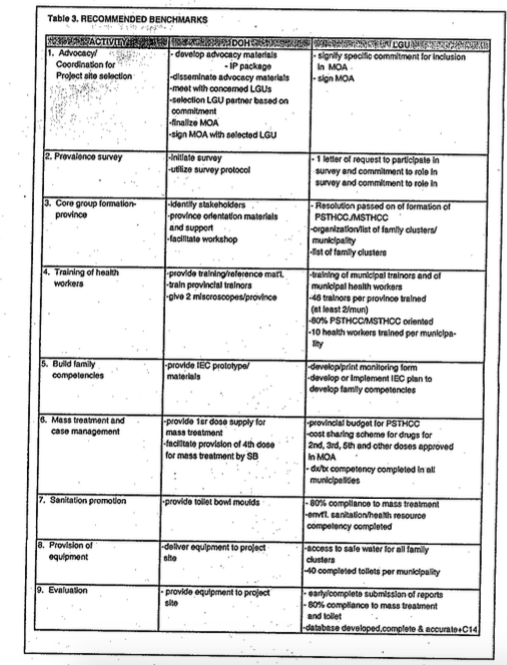 Table 3. RECOMMENDED BENCHMARKS
ACTIVITY
DOH
LGU
1. Advocacy/
Coordination for
Project site selection
- develop advocacy materials
- IP package
-disseminate advocacy materials
-meet with concerned LGUs
-selection LGU partner based on
commitment
-finalize MOA
-sign MOA with selected LGU
- signify specific commitment for inclusion
in MOA
- sign MOA
2. Prevalence survey
-initiate survey
-utilize survey protocol
- 1 letter of request to participate in
survey and commitment to role in
survey and commitment to role in
3. Core group formation-
province
-identify stakeholders
-province orientation materials
and support
-facilitate workshop
- Resolution passed on of formation of
PSTHCC/MSTHCC
-organization/list of family clusters/
municipality
-list of family clusters
4. Training of health
workers
-provide training/reference matl.
-train provincial trainors
-give 2 miscroscopes/province
-training of municipal trainors and of
municipal health workers
-46 trainors per province trained
(at least 2/mun)
-80% PSTHCC/MSTHCC oriented
-10 health workers trained per municipa-
lity
5. Build family
competencies
-provide IEC prototype/
materials
-develop/print monitoring form
-develop or implement IEC plan to
develop family competencies
6. Mass treatment and
case management
-provide 1sr dose supply for
mass treatment
-facilitate provision of 4th dose
for mass treatment by SB
-provincial budget for PSTHCC
-cost sharing scheme for drugs for
2nd, 3rd, 5th and other doses approved
in MOA
- dx/tx competency completed in all
municipalities
7. Sanitation promotion
-provide toilet bowl moulds
- 80% compliance to mass treatment
-envtl. sanitation/health resource
competency completed
8. Provision of
equipment
-deliver equipment to project
site
-access to safe water for all family
clusters
-40 completed toilets per municipality
9. Evaluation
- provide equipment to project
site
- early/complete submission of reports
- 80% compliance to mass treatment
and toilet
-database developed,complete & accurate+C14